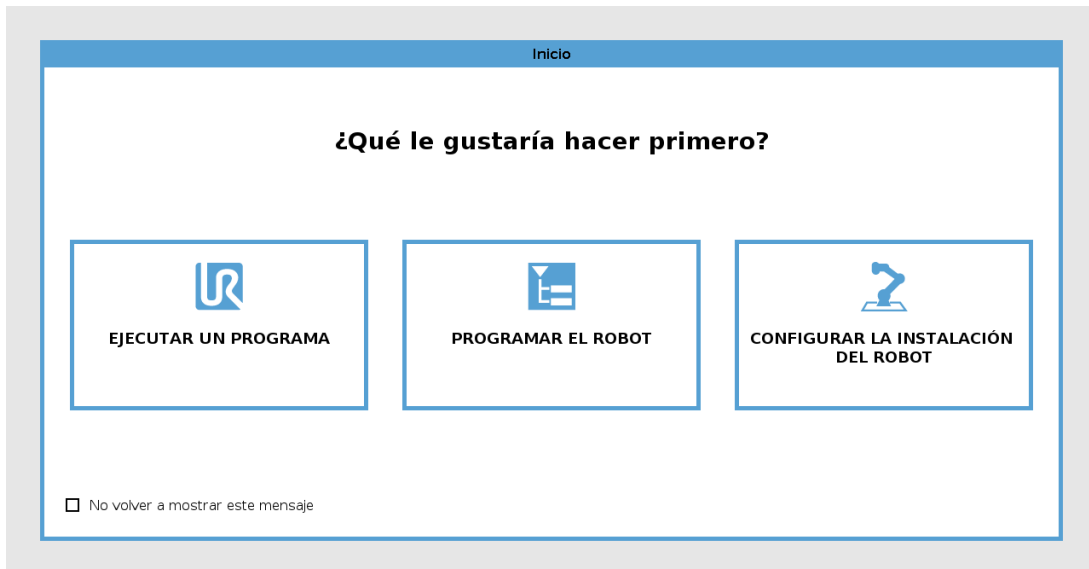 Inicio
¿Qué le gustaría hacer primero?
EJECUTAR UN PROGRAMA
PROGRAMAR EL ROBOT
CONFIGURAR LA INSTALACIÓN
DEL ROBOT
No volver a mostrar este mensaje